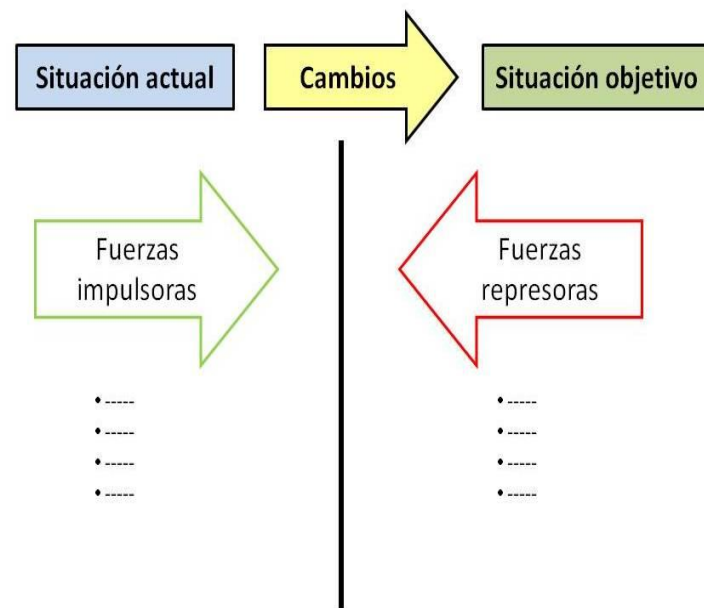 Situación actual
Cambios
Situación objetivo
Fuerzas
impulsoras
Fuerzas
represoras
• -----
• -----
• -----
• -----
• -----
• -----
• -----
• -----